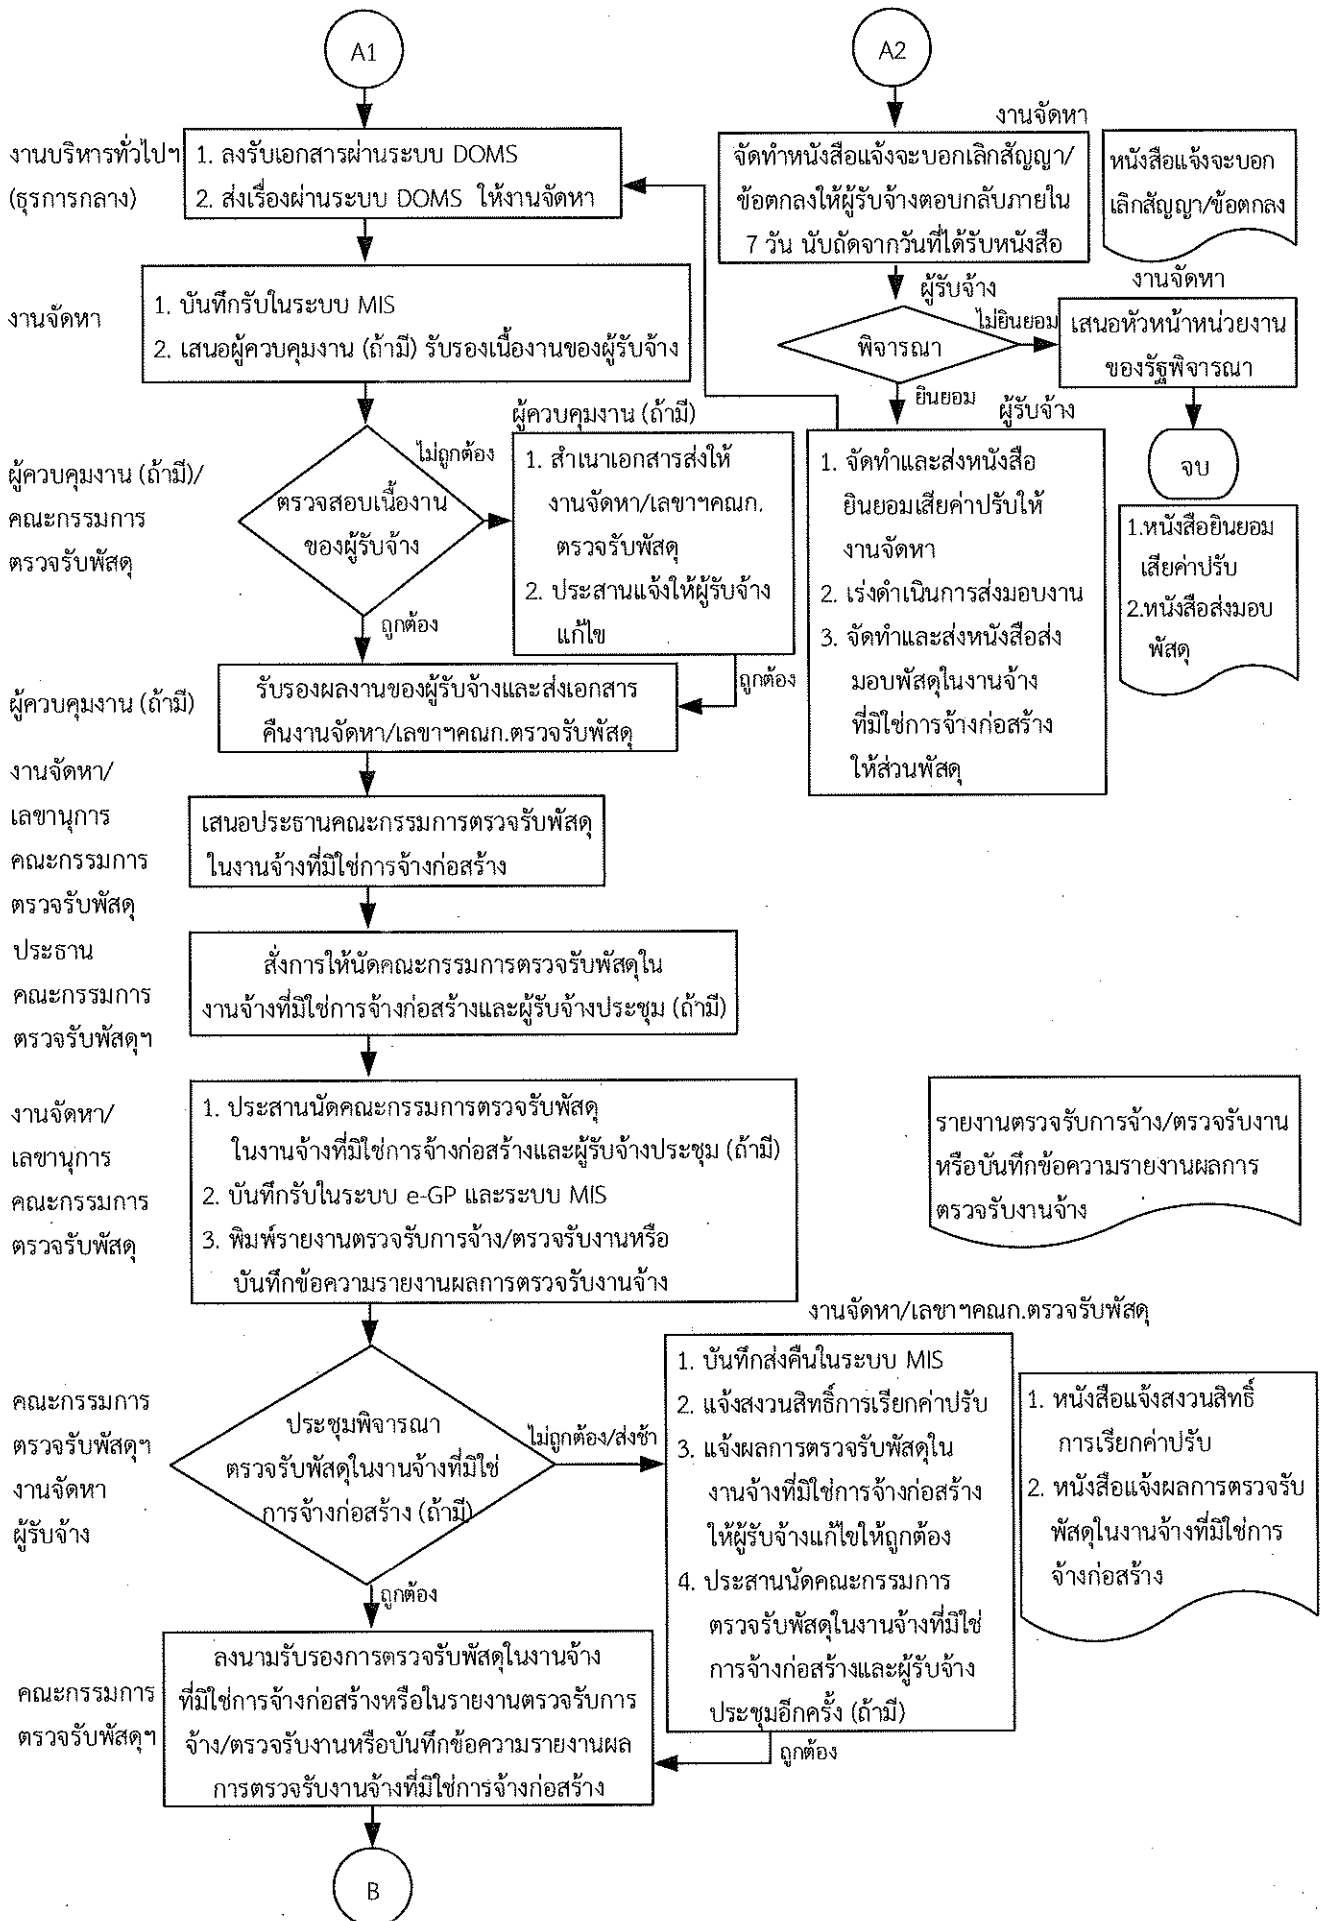 A1
A2
งานบริหารทั่วไปฯ
(ธุรการกลาง)
1. ลงรับเอกสารผ่านระบบ DOMS
2. ส่งเรื่องผ่านระบบ DOMS ให้งานจัดหา
งานจัดหา
จัดทำหนังสือแจ้งจะบอกเลิกสัญญา/
ข้อตกลงให้ผู้รับจ้างตอบกลับภายใน
7 วัน นับถัดจากวันที่ได้รับหนังสือ
หนังสือแจ้งจะบอก
เลิกสัญญา/ข้อตกลง
งานจัดหา
1. บันทึกรับในระบบ MIS
2. เสนอผู้ควบคุมงาน (ถ้ามี) รับรองเนื้องานของผู้รับจ้าง
ผู้รับจ้าง
พิจารณา
ไม่ยินยอม
ยินยอม
งานจัดหา
เสนอหัวหน้าหน่วยงาน
ของรัฐพิจารณา
จบ
ผู้ควบคุมงาน (ถ้ามี)/
คณะกรรมการ
ตรวจรับพัสดุ
ตรวจสอบเนื้องาน
ของผู้รับจ้าง
ไม่ถูกต้อง
ถูกต้อง
ผู้ควบคุมงาน (ถ้ามี)
1. สำเนาเอกสารส่งให้
งานจัดหา/เลขาฯคณก.
ตรวจรับพัสดุ
2. ประสานแจ้งให้ผู้รับจ้าง
แก้ไข
ถูกต้อง
ผู้รับจ้าง
1. จัดทำและส่งหนังสือ
ยินยอมเสียค่าปรับให้
งานจัดหา
2. เร่งดำเนินการส่งมอบงาน
3. จัดทำและส่งหนังสือส่ง
มอบพัสดุในงานจ้าง
ที่มิใช่การจ้างก่อสร้าง
ให้ส่วนพัสดุ
1.หนังสือยินยอม
เสียค่าปรับ
2.หนังสือส่งมอบ
พัสดุ
ผู้ควบคุมงาน (ถ้ามี)
รับรองผลงานของผู้รับจ้างและส่งเอกสาร
คืนงานจัดหา/เลขาฯคณก.ตรวจรับพัสดุ
งานจัดหา/
เลขานุการ
คณะกรรมการ
ตรวจรับพัสดุ
เสนอประธานคณะกรรมการตรวจรับพัสดุ
ในงานจ้างที่มิใช่การจ้างก่อสร้าง
ประธาน
คณะกรรมการ
ตรวจรับพัสดุฯ
สั่งการให้นัดคณะกรรมการตรวจรับพัสดุใน
งานจ้างที่มิใช่การจ้างก่อสร้างและผู้รับจ้างประชุม (ถ้ามี)
งานจัดหา/
เลขานุการ
คณะกรรมการ
ตรวจรับพัสดุ
1. ประสานนัดคณะกรรมการตรวจรับพัสดุ
ในงานจ้างที่มิใช่การจ้างก่อสร้างและผู้รับจ้างประชุม (ถ้ามี)
2. บันทึกรับในระบบ e-GP และระบบ MIS
3. พิมพ์รายงานตรวจรับการจ้าง/ตรวจรับงานหรือ
บันทึกข้อความรายงานผลการตรวจรับงานจ้าง
รายงานตรวจรับการจ้าง/ตรวจรับงาน
หรือบันทึกข้อความรายงานผลการ
ตรวจรับงานจ้าง
คณะกรรมการ
ตรวจรับพัสดุฯ
งานจัดหา
ผู้รับจ้าง
ประชุมพิจารณา
ตรวจรับพัสดุในงานจ้างที่มิใช่
การจ้างก่อสร้าง (ถ้ามี)
ไม่ถูกต้อง/ส่งช้า
ถูกต้อง
งานจัดหา/เลขาฯคณก.ตรวจรับพัสดุ
1. บันทึกส่งคืนในระบบ MIS
2. แจ้งสงวนสิทธิ์การเรียกค่าปรับ
3. แจ้งผลการตรวจรับพัสดุใน
งานจ้างที่มิใช่การจ้างก่อสร้าง
ให้ผู้รับจ้างแก้ไขให้ถูกต้อง
4. ประสานนัดคณะกรรมการ
ตรวจรับพัสดุในงานจ้างที่มิใช่
การจ้างก่อสร้างและผู้รับจ้าง
ประชุมอีกครั้ง (ถ้ามี)
ถูกต้อง
1. หนังสือแจ้งสงวนสิทธิ์
การเรียกค่าปรับ
2. หนังสือแจ้งผลการตรวจรับ
พัสดุในงานจ้างที่มิใช่การ
จ้างก่อสร้าง
คณะกรรมการ
ตรวจรับพัสดุฯ
ลงนามรับรองการตรวจรับพัสดุในงานจ้าง
ที่มิใช่การจ้างก่อสร้างหรือในรายงานตรวจรับการ
จ้าง/ตรวจรับงานหรือบันทึกข้อความรายงานผล
การตรวจรับงานจ้างที่มิใช่การจ้างก่อสร้าง
B